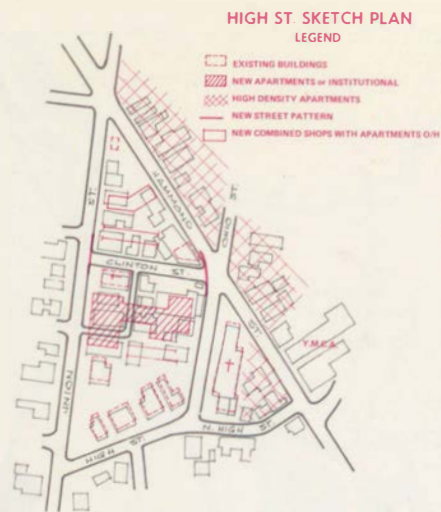 HIGH ST. SKETCH PLAN
LEGEND
EXISTING BUILDINGS
NEW APARTMENTS or INSTITUTIONAL
HIGH DENSITY APARTMENTS
NEW STREET PATTERN
NEW COMBINED SHOPS WITH APARTMENTS O/H
ST.
HAMMOND
ST.
OHIO
CLINTON ST.
ST.
Y.M.C.A.
UNION
N. HIGH ST.
HIGH ST.